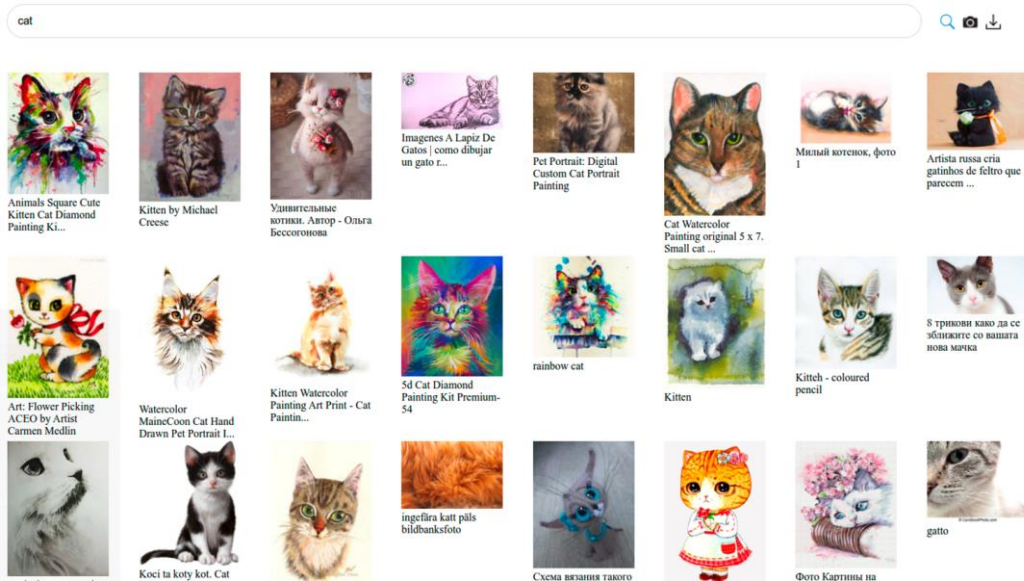 cat
Animals Square Cute
Kitten Cat Diamond
Painting Ki...
Kitten by Michael
Creese
Удивительные
котики. Автор - Ольга
Бессогонова
Imagenes A Lapiz De
Gatos | como dibujar
un gato r...
Pet Portrait: Digital
Custom Cat Portrait
Painting
Cat Watercolor
Painting original 5 x 7.
Small cat ...
Милый котенок, фото
1
Artista russa cria
gatinhos de feltro que
parecem ...
Art: Flower Picking
ACEO by Artist
Carmen Medlin
Watercolor
MaineCoon Cat Hand
Drawn Pet Portrait I...
Kitten Watercolor
Painting Art Print - Cat
Paintin...
5d Cat Diamond
Painting Kit Premium-
54
rainbow cat
Kitten
Kitteh - coloured
pencil
8 трикови како да се
зближите со вашата
нова мачка
Koci ta koty kot. Cat
ingefära katt päls
bildbanksfoto
Схема вязания такого
Фото Картины на
gatto